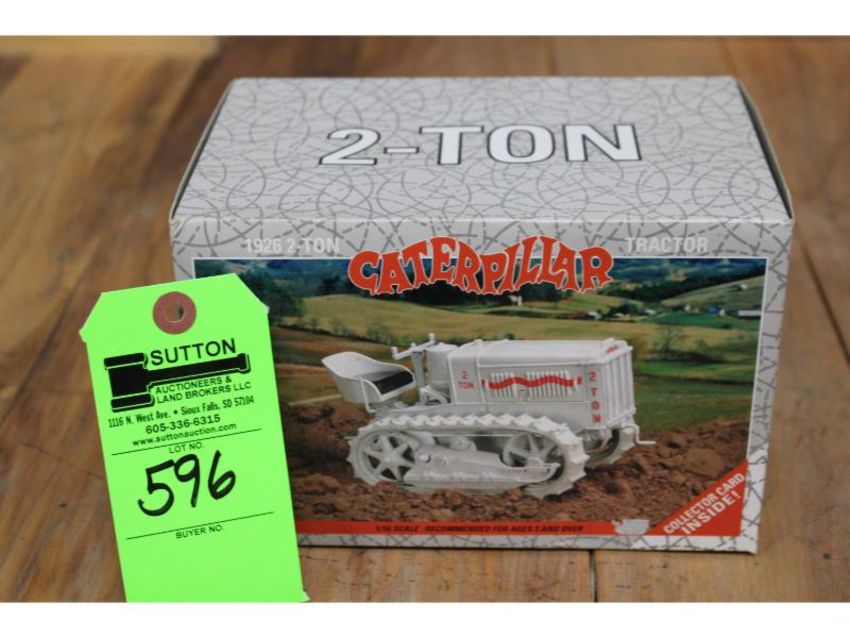 2-TON
1926 2-TON CATERPILLAR TRACTOR
2
TON
2
T
O
N
COLLECTOR CARD
INSIDE!
1/16 SCALE RECOMMENDED FOR AGES 3 AND OVER
SUTTON
AUCTIONEERS &
LAND BROKERS LLC
1116 N. West Ave. • Sioux Falls, SD 57104
605-336-6315
www.suttonauction.com
LOT NO.
596
BUYER NO.